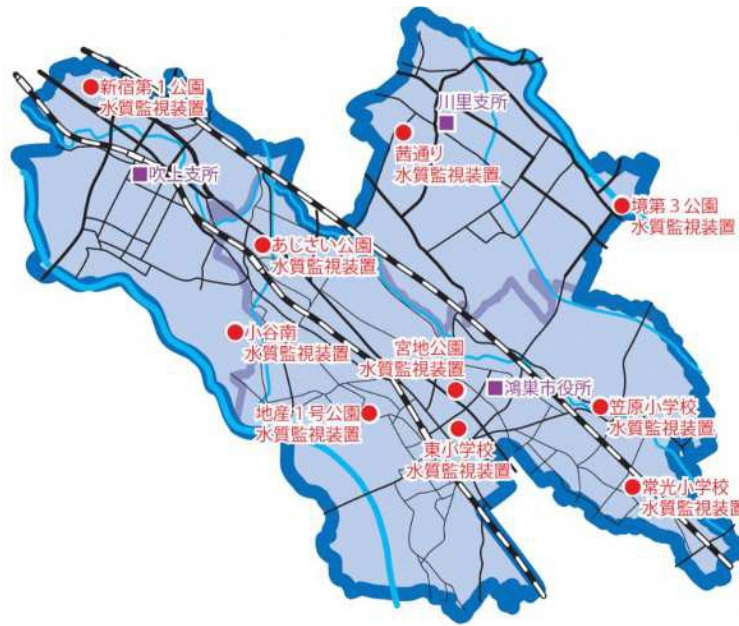 新宿第1公園
水質監視装置
川里支所
茜通り
水質監視装置
吹上支所
境第3公園
水質監視装置
あじさい公園
水質監視装置
小谷南
水質監視装置
宮地公園
水質監視装置
鴻巣市役所
地産1号公園
水質監視装置
笠原小学校
水質監視装置
東小学校
水質監視装置
常光小学校
水質監視装置